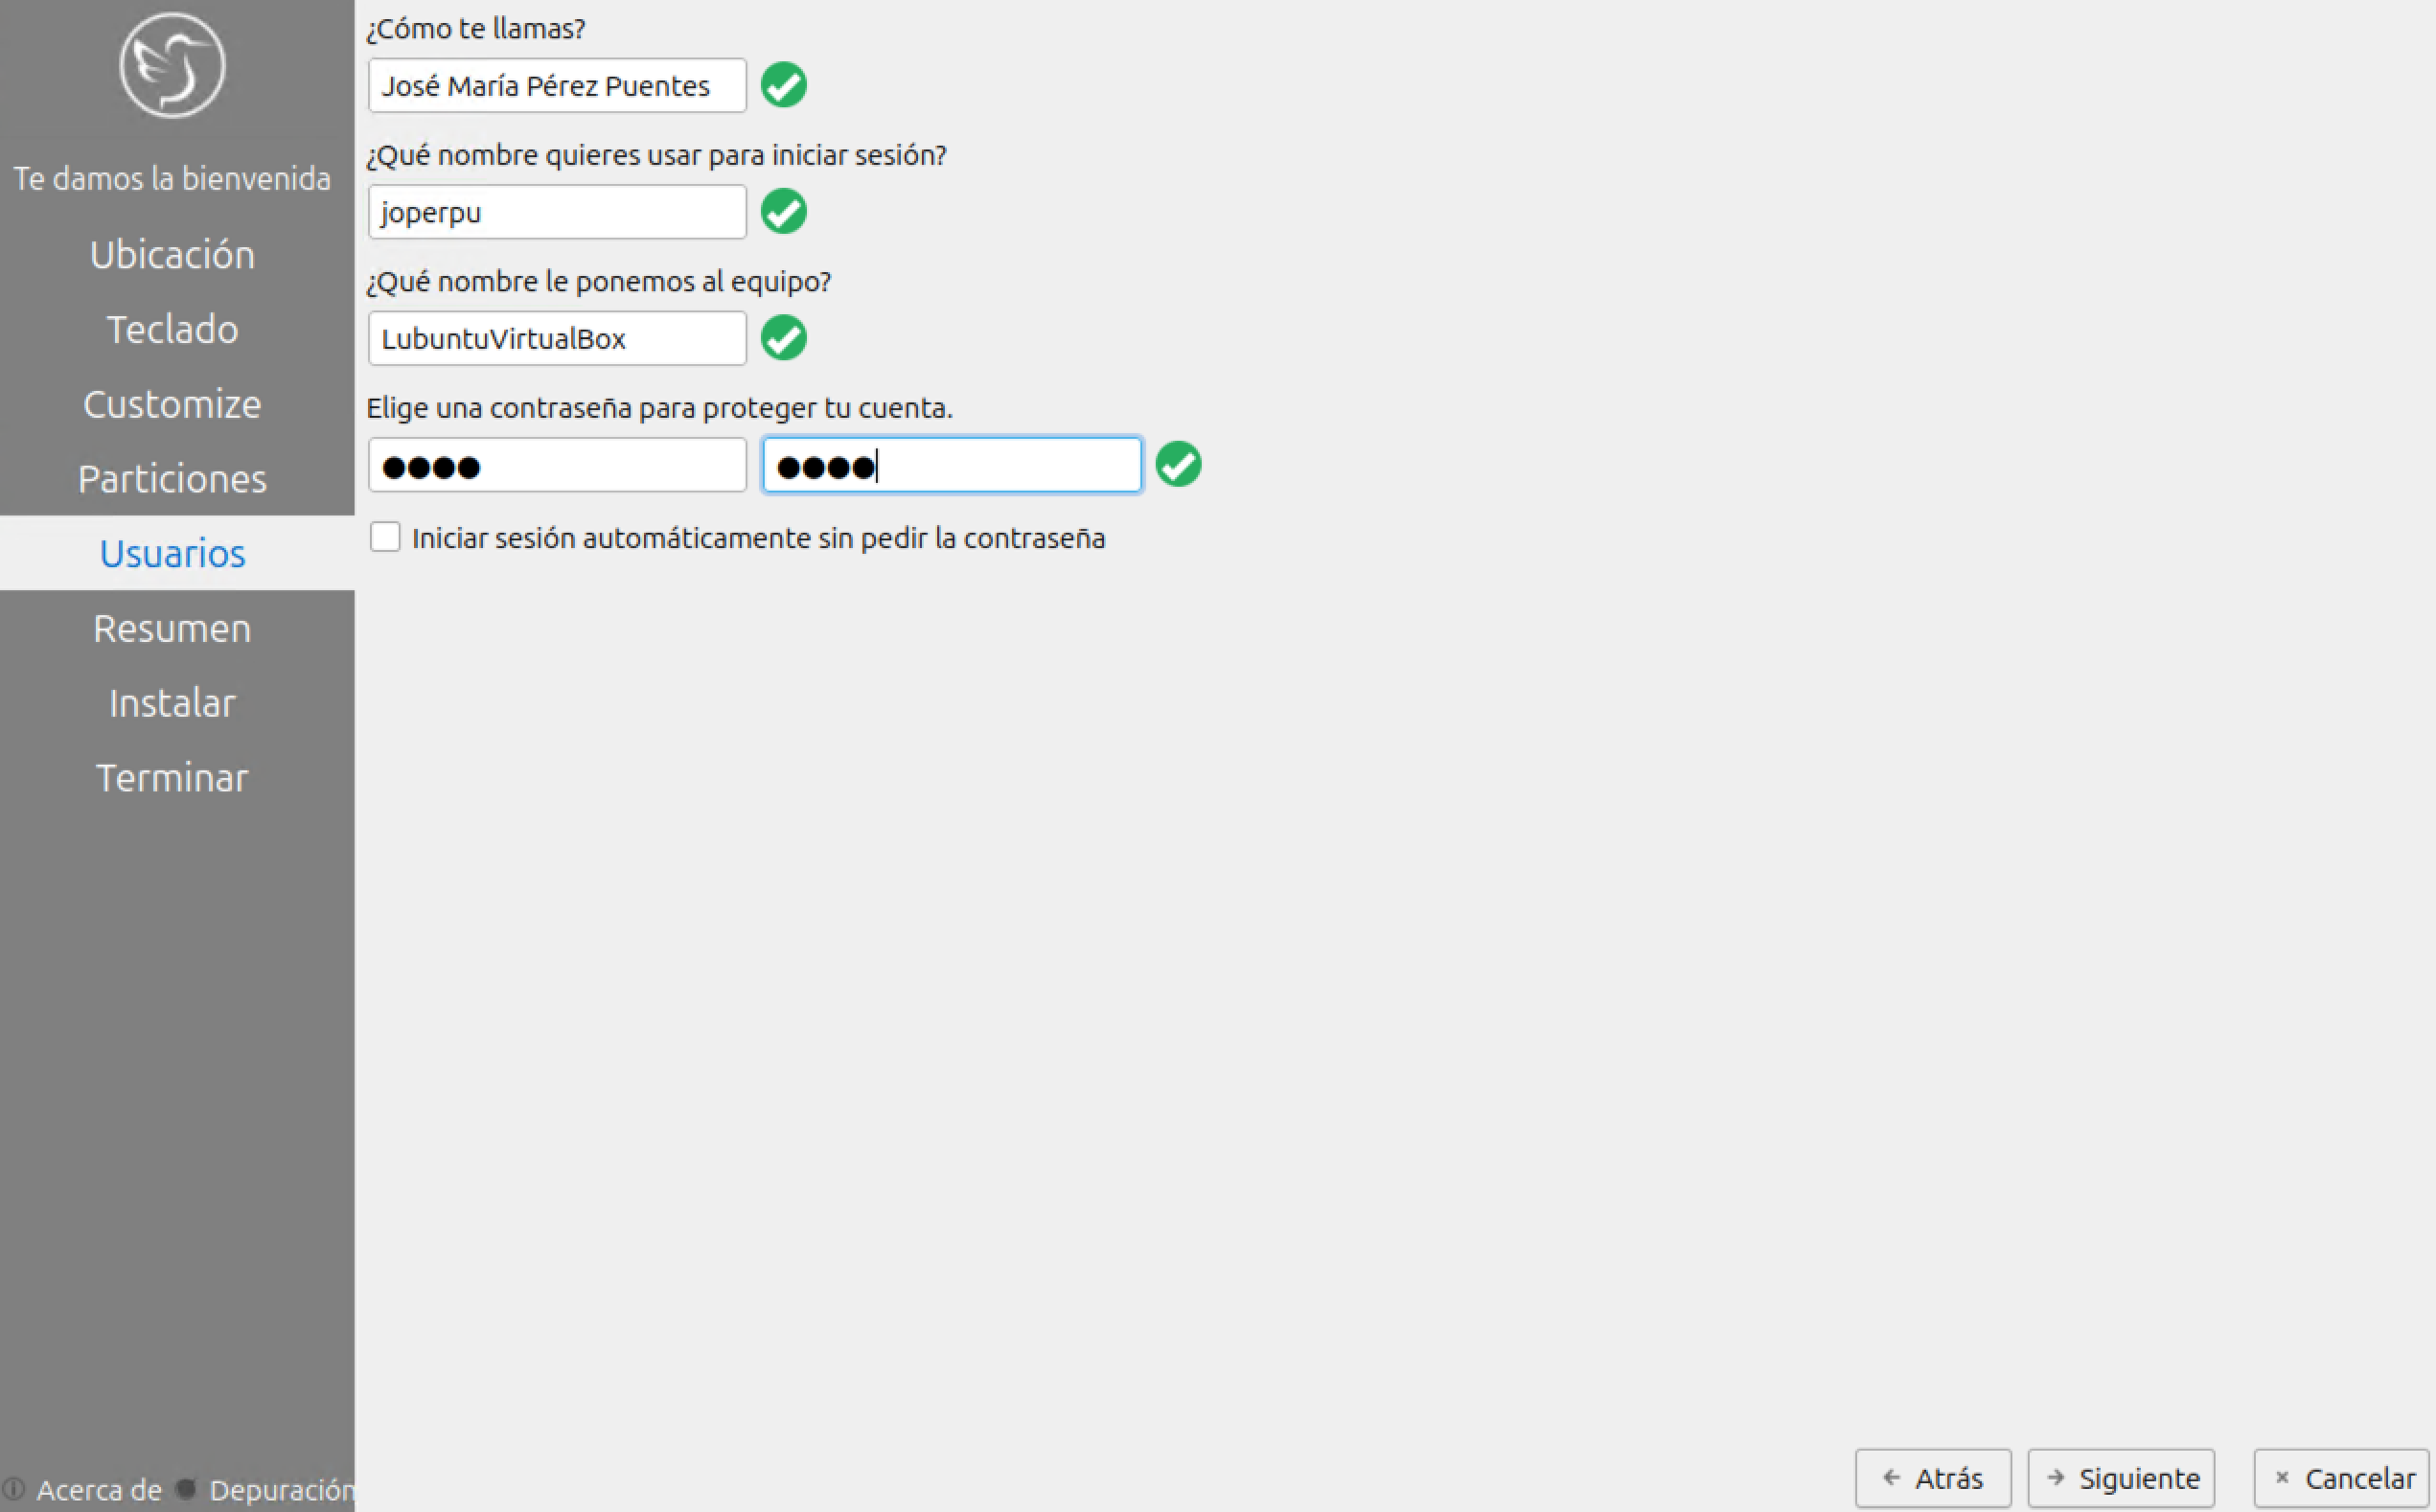 Te damos la bienvenida
Ubicación
Teclado
Customize
Particiones
Usuarios
Resumen
Instalar
Terminar
Acerca de
Depuración
¿Cómo te llamas?
José María Pérez Puentes
¿Qué nombre quieres usar para iniciar sesión?
joperpu
¿Qué nombre le ponemos al equipo?
LubuntuVirtualBox
Elige una contraseña para proteger tu cuenta.
●●●● ●●●●
Iniciar sesión automáticamente sin pedir la contraseña
Atrás
Siguiente
Cancelar